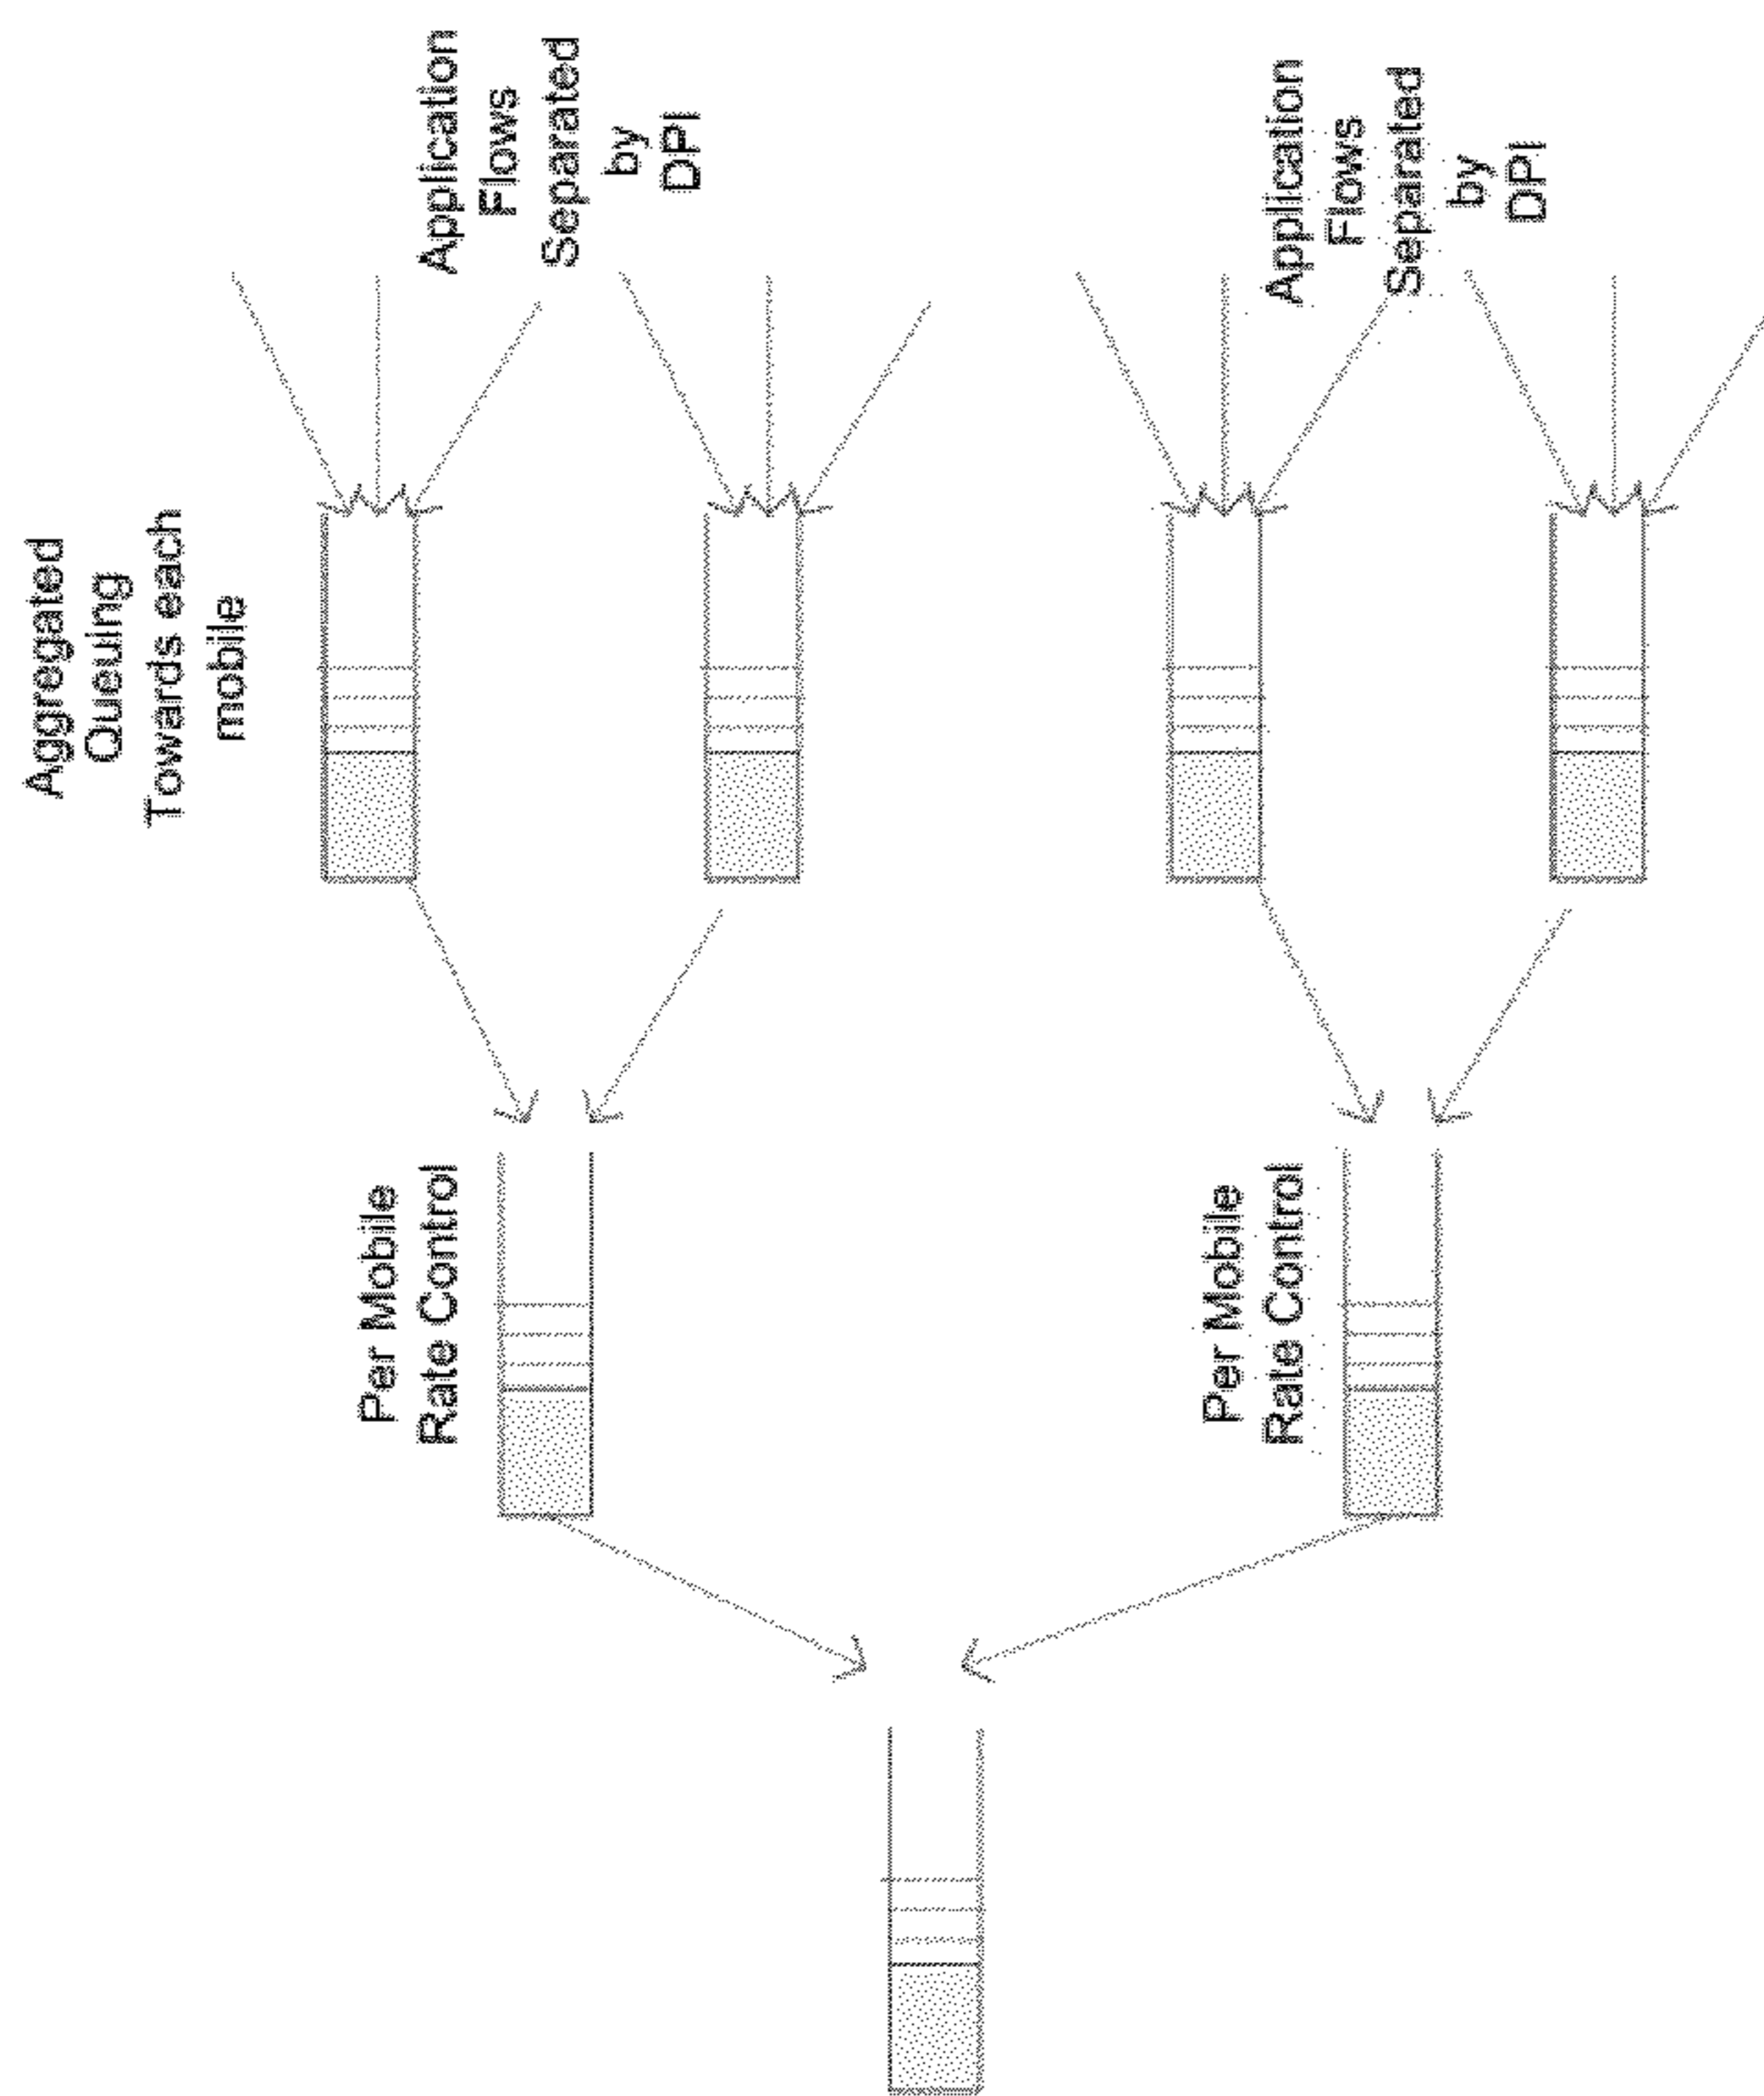 Application
Flows
Separated
by
DPI
Application
Flows
Separated
by
DPI
Aggregated
Queuing
Towards each
mobile
Per Mobile
Rate Control
Per Mobile
Rate Control